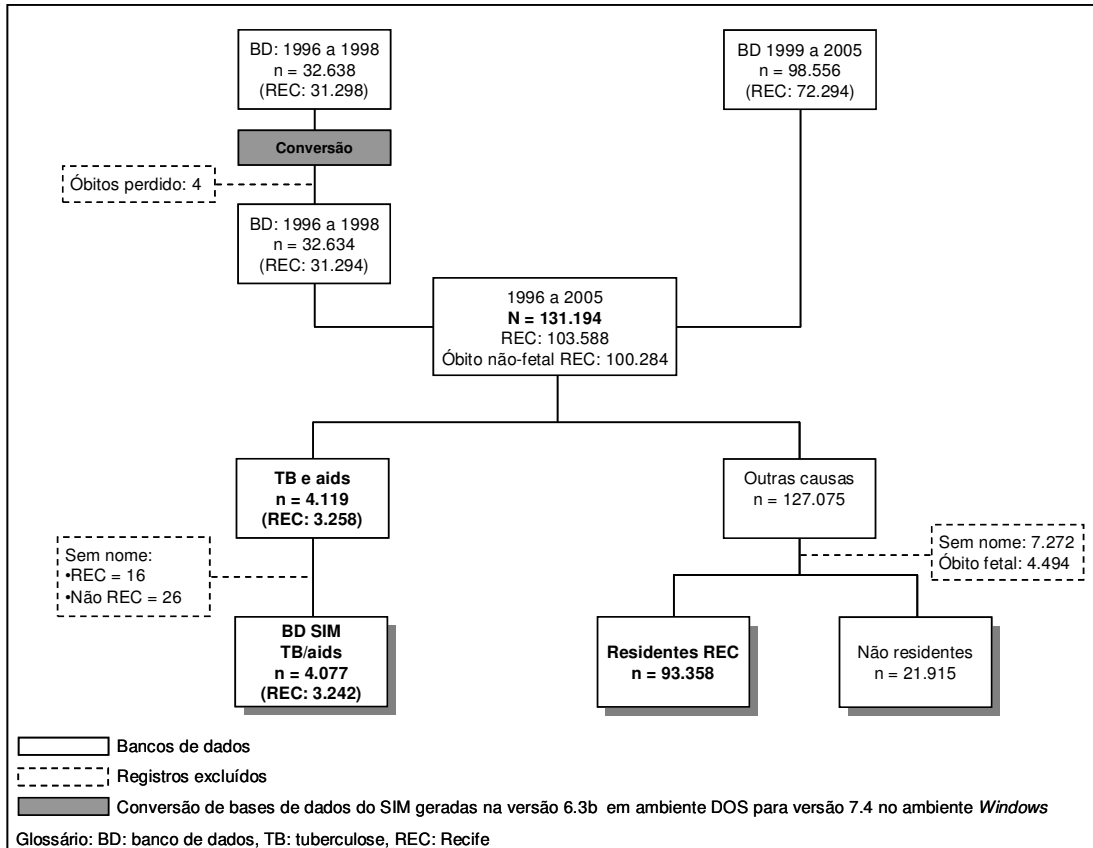 BD: 1996 a 1998
n = 32.638
(REC: 31.298)
BD 1999 a 2005
n = 98.556
(REC: 72.294)
Conversão
Óbitos perdido: 4
BD: 1996 a 1998
n = 32.634
(REC: 31.294)
1996 a 2005
N = 131.194
REC: 103.588
Óbito não-fetal REC: 100.284
TB e aids
n = 4.119
(REC: 3.258)
Outras causas
n = 127.075
Sem nome:
•REC = 16
•Não REC = 26
Sem nome: 7.272
Óbito fetal: 4.494
BD SIM
TB/aids
n = 4.077
(REC: 3.242)
Residentes REC
n = 93.358
Não residentes
n = 21.915
Bancos de dados
Registros excluídos
Conversão de bases de dados do SIM geradas na versão 6.3b em ambiente DOS para versão 7.4 no ambiente Windows
Glossário: BD: banco de dados, TB: tuberculose, REC: Recife